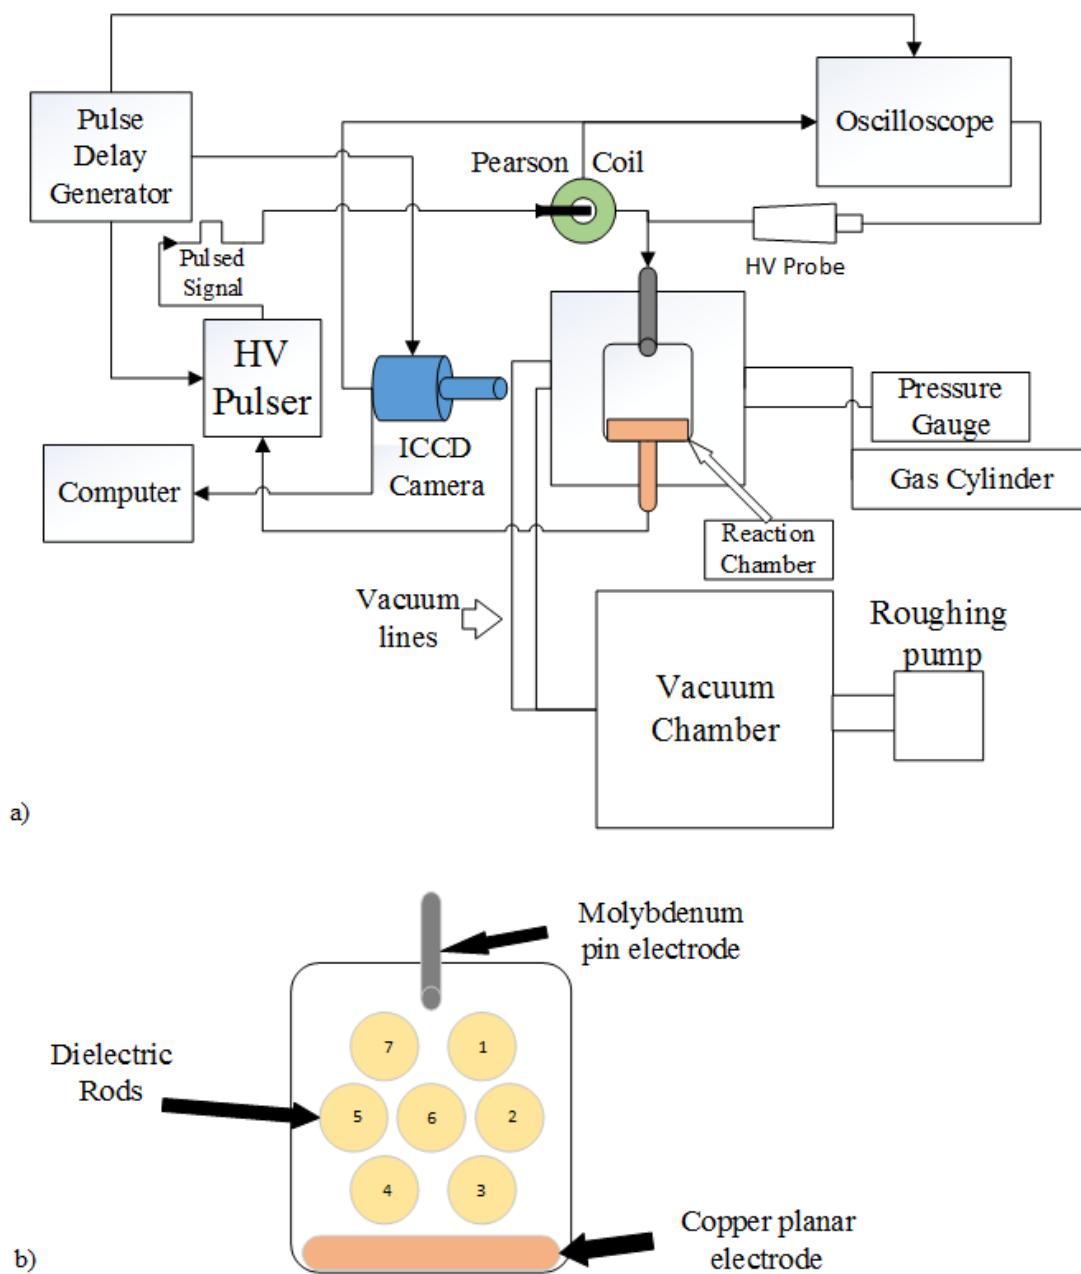 Pulse
Delay
Generator
Oscilloscope
Pearson Coil
Pulsed
Signal
HV Probe
HV
Pulser
ICCD
Camera
Pressure
Gauge
Gas Cylinder
Computer
Reaction
Chamber
Vacuum
lines
Roughing
pump
Vacuum
Chamber
a)
Molybdenum
pin electrode
7 1
Dielectric
Rods
5 6 2
4 3
Copper planar
electrode
b)